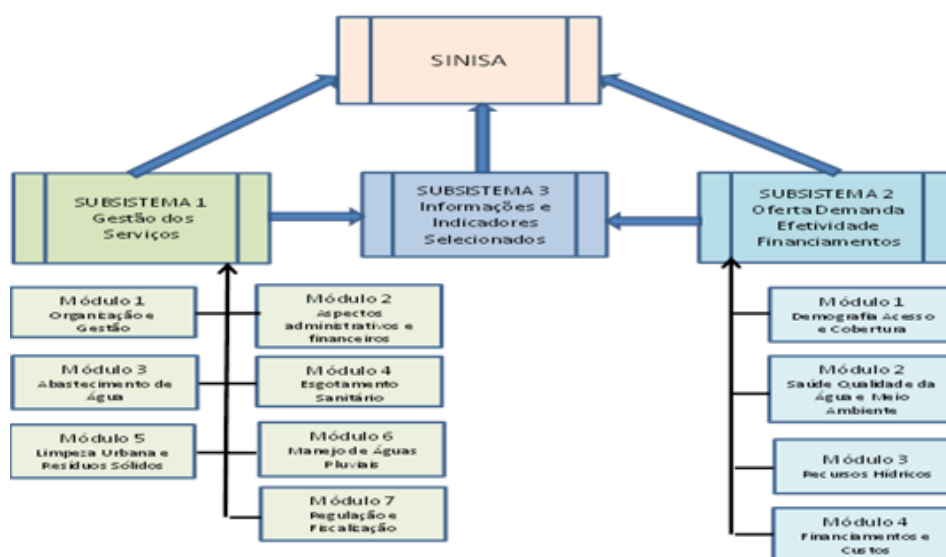 SINISA
SUBSISTEMA 1
Gestão dos
Serviços
SUBSISTEMA 3
Informações e
Indicadores
Selecionados
SUBSISTEMA 2
Oferta Demanda
Efetividade
Financiamentos
Módulo 1
Organização e
Gestão
Módulo 2
Aspectos
administrativos e
financeiros
Módulo 3
Abastecimento de
Água
Módulo 4
Esgotamento
Sanitário
Módulo 5
Limpeza Urbana e
Resíduos Sólidos
Módulo 6
Manejo de Águas
Pluviais
Módulo 7
Regulação e
Fiscalização
Módulo 1
Demografia Acesso
e Cobertura
Módulo 2
Saúde Qualidade da
Água e Meio
Ambiente
Módulo 3
Recursos Hídricos
Módulo 4
Financiamentos e
Custos